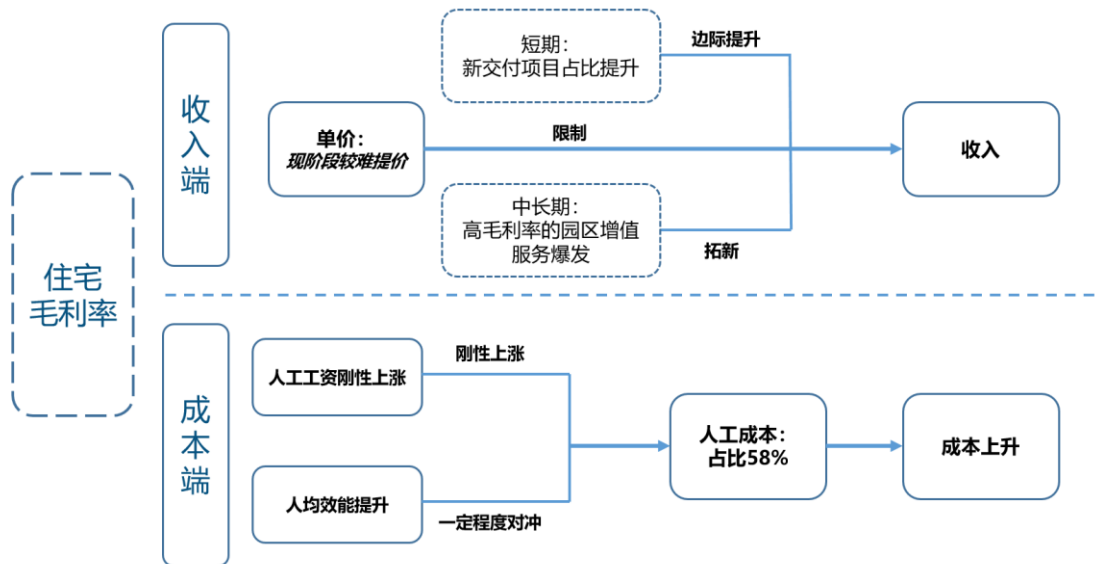 住宅
毛利率
收入端
单价：
现阶段较难提价
短期：
新交付项目占比提升
边际提升
限制
中长期：
高毛利率的园区增值
服务爆发
拓新
收入
成本端
人工工资刚性上涨
刚性上涨
人均效能提升
一定程度对冲
人工成本：
占比58%
成本上升